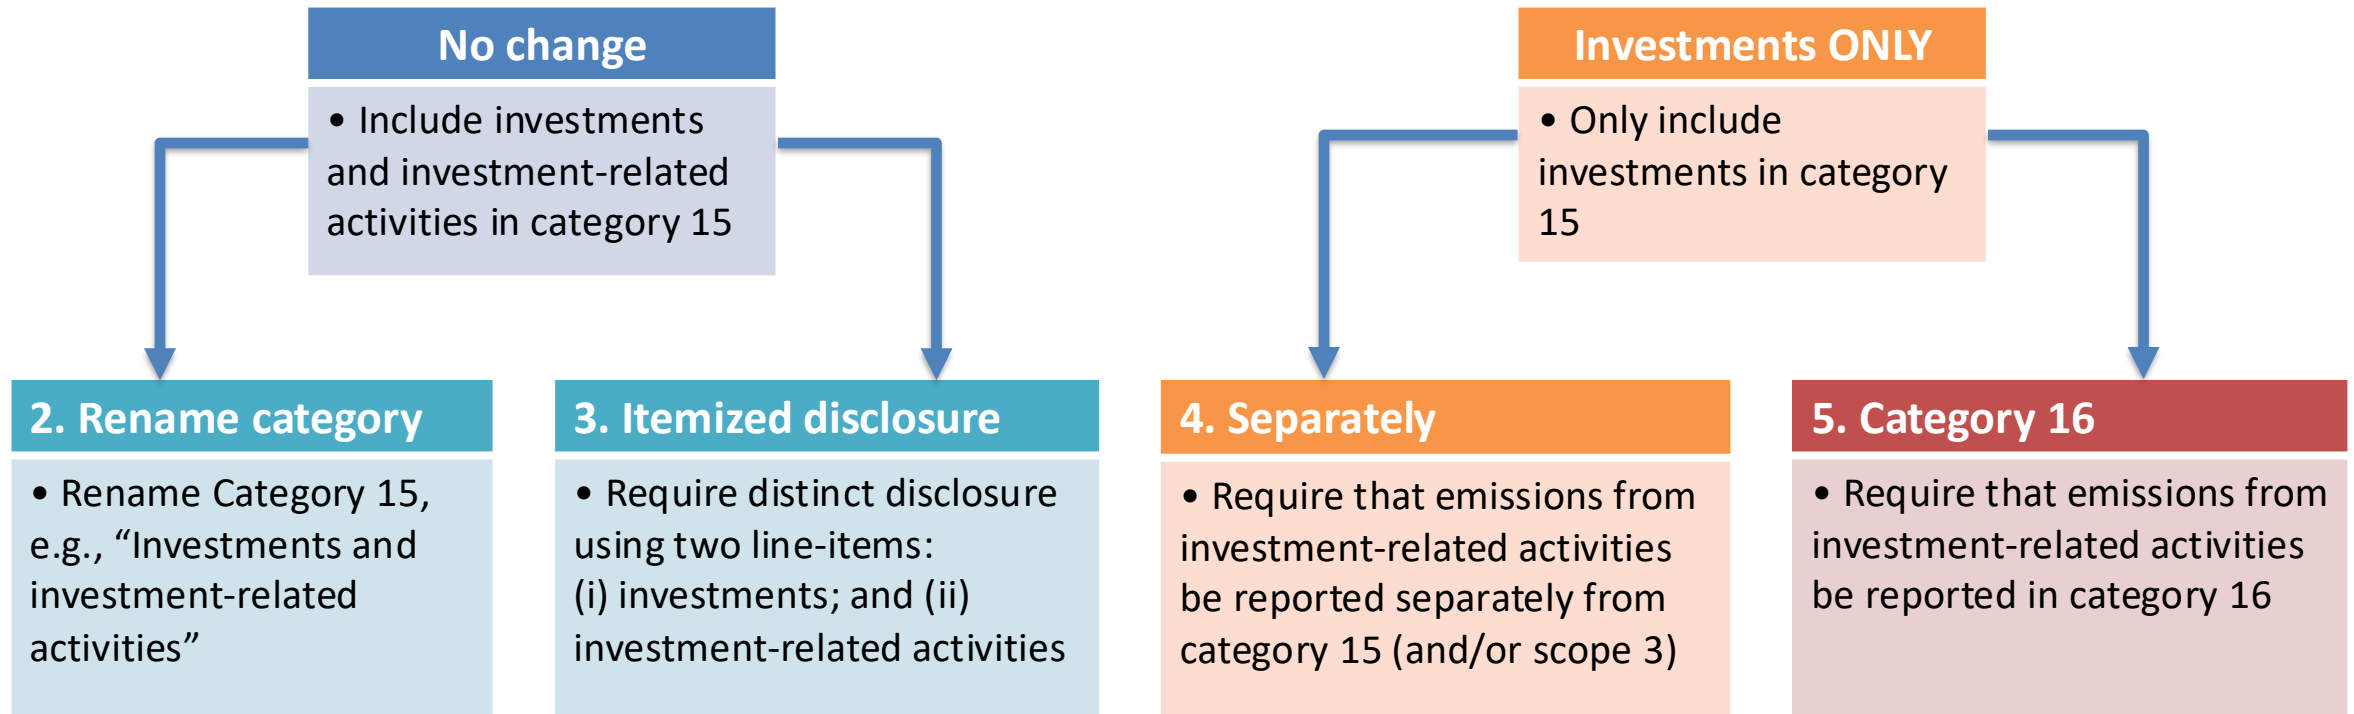 No change
• Include investments
and investment-related
activities in category 15
Investments ONLY
• Only include
investments in category
15
2. Rename category
• Rename Category 15,
e.g., “Investments and
investment-related
activities”
3. Itemized disclosure
• Require distinct disclosure
using two line-items:
(i) investments; and (ii)
investment-related activities
4. Separately
• Require that emissions from
investment-related activities
be reported separately from
category 15 (and/or scope 3)
5. Category 16
• Require that emissions from
investment-related activities
be reported in category 16